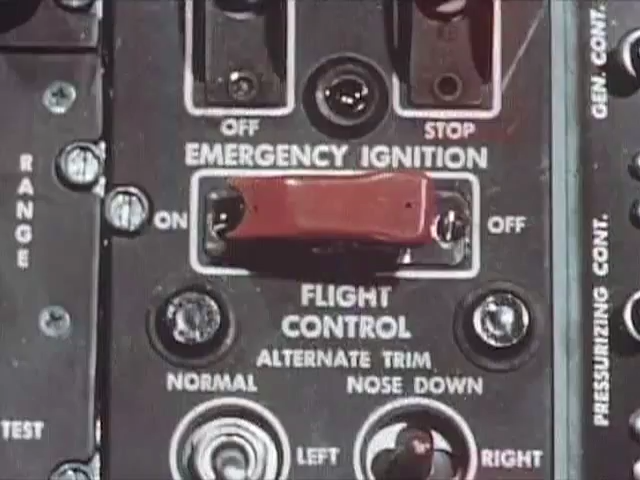 OFF
STOP
EMERGENCY IGNITION
ON
OFF
FLIGHT
CONTROL
ALTERNATE TRIM
NORMAL
NOSE DOWN
LEFT
RIGHT
RANGE
TEST
GEN. CONT.
PRESSURIZING CONT.